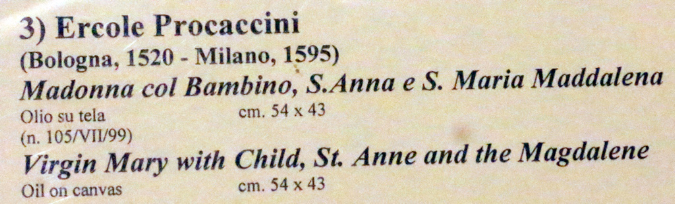 3) Ercole Procaccini
(Bologna, 1520 - Milano, 1595)
Madonna col Bambino, S.Anna e S. Maria Maddalena
Olio su tela cm. 54 x 43
(n. 105/VII/99)
Virgin Mary with Child, St. Anne and the Magdalene
Oil on canvas cm. 54 x 43